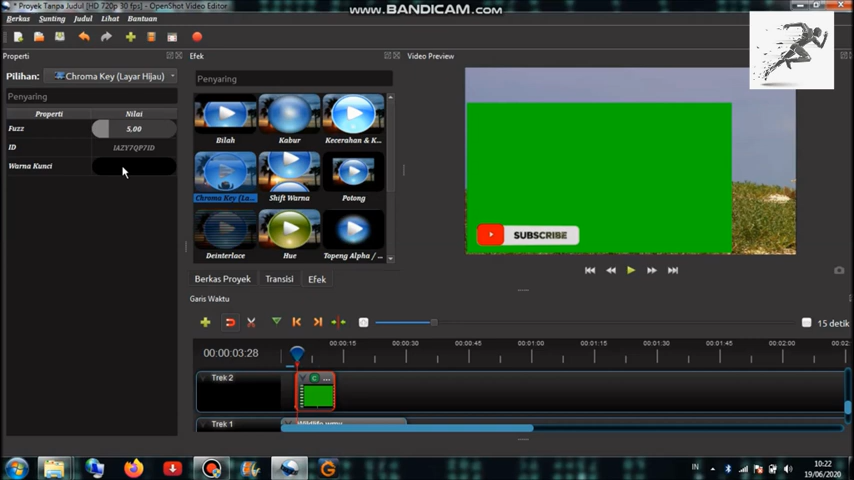 * Proyek Tanpa Judul [HD 720p 30 fps] - OpenShot Video Editor
www.BANDICAM.com
Berkas Sunting Judul Lihat Bantuan
Properti
Efek
Video Preview
Pilihan: Chroma Key (Layar Hijau)
Penyaring
Penyaring
Properti Nilai
Fuzz 5,00
ID IAZY7QP7ID
Warna Kunci
Bilah Kabur Kecerahan & K...
Chroma Key (La... Shift Warna Potong
Deinterlace Hue Topeng Alpha / ...
SUBSCRIBE
Berkas Proyek Transisi Efek
Garis Waktu
15 detik
00:00:03:28
00:00:15 00:00:30 00:00:45 00:01:00 00:01:15 00:01:30 00:01:45 00:02:00 00:02:
Trek 2
C ...
Trek 1
Wildlife.wmv
IN
10:22
19/06/2020